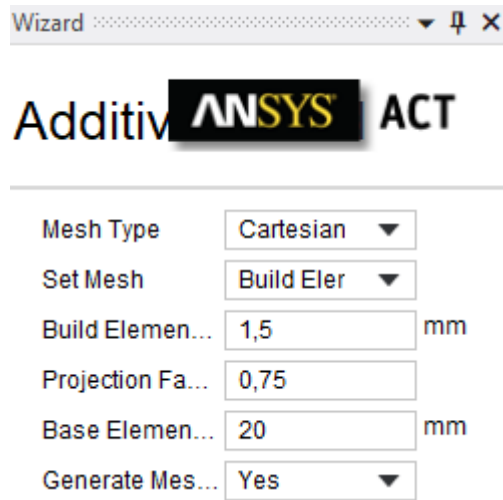 Wizard
Additiv ANSYS ACT
Mesh Type Cartesian
Set Mesh Build Eler
Build Elemen... 1,5 mm
Projection Fa... 0,75
Base Elemen... 20 mm
Generate Mes... Yes